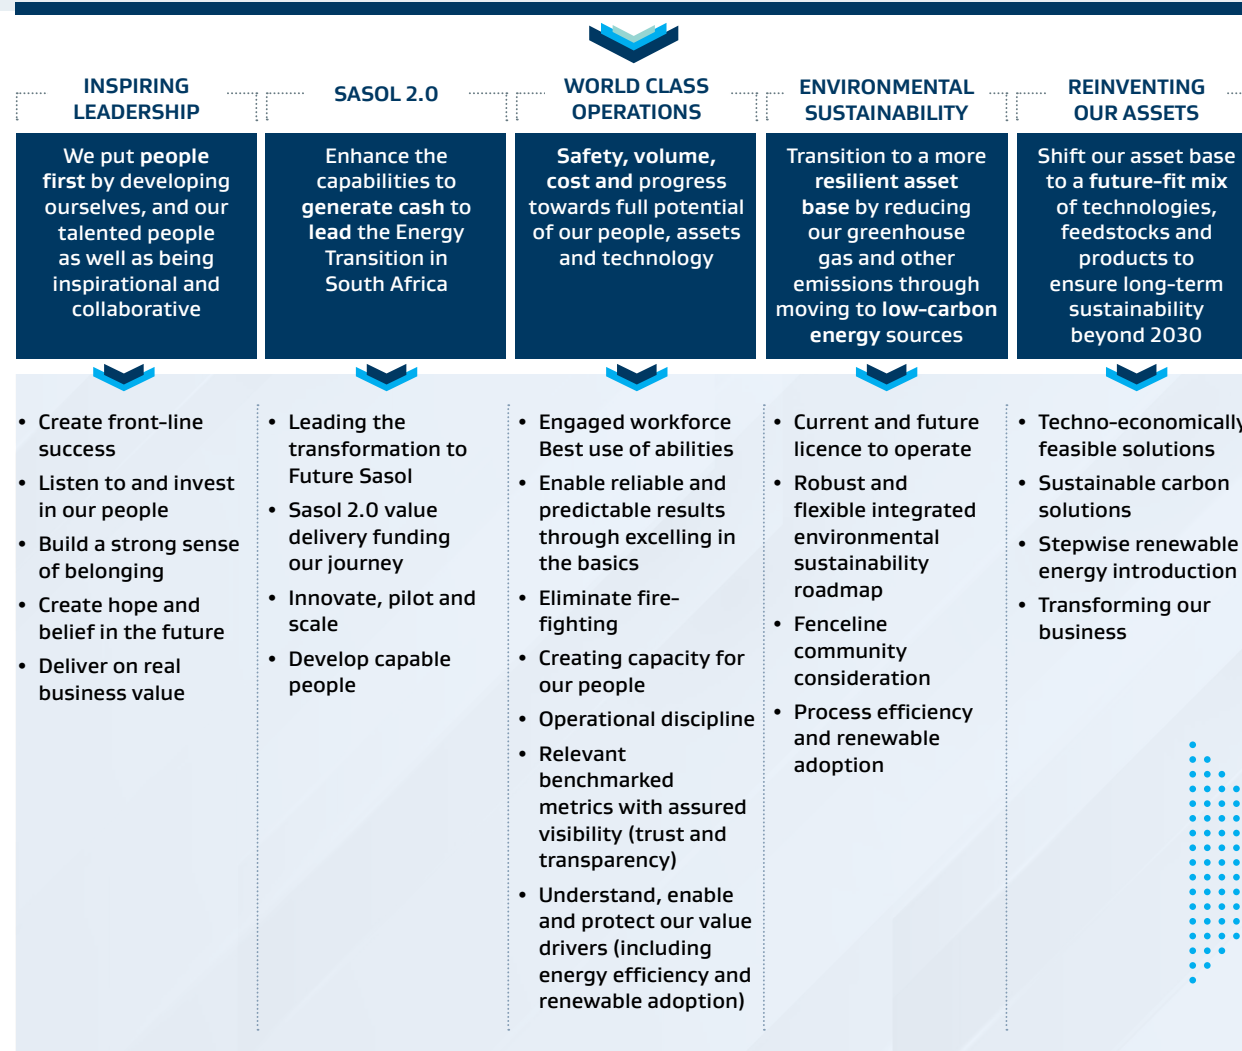 INSPIRING
LEADERSHIP
We put people
first by developing
ourselves, and our
talented people
as well as being
inspirational and
collaborative
• Create front-line
success
• Listen to and invest
in our people
• Build a strong sense
of belonging
• Create hope and
belief in the future
• Deliver on real
business value
SASOL 2.0
Enhance the
capabilities to
generate cash to
lead the Energy
Transition in
South Africa
• Leading the
transformation to
Future Sasol
• Sasol 2.0 value
delivery funding
our journey
• Innovate, pilot and
scale
• Develop capable
people
WORLD CLASS
OPERATIONS
Safety, volume,
cost and progress
towards full potential
of our people, assets
and technology
• Engaged workforce
Best use of abilities
• Enable reliable and
predictable results
through excelling in
the basics
• Eliminate fire-
fighting
• Creating capacity for
our people
• Operational discipline
• Relevant
benchmarked
metrics with assured
visibility (trust and
transparency)
• Understand, enable
and protect our value
drivers (including
energy efficiency and
renewable adoption)
ENVIRONMENTAL
SUSTAINABILITY
Transition to a more
resilient asset
base by reducing
our greenhouse
gas and other
emissions through
moving to low-carbon
energy sources
• Current and future
licence to operate
• Robust and
flexible integrated
environmental
sustainability
roadmap
• Fenceline
community
consideration
• Process efficiency
and renewable
adoption
REINVENTING
OUR ASSETS
Shift our asset base
to a future-fit mix
of technologies,
feedstocks and
products to
ensure long-term
sustainability
beyond 2030
• Techno-economically
feasible solutions
• Sustainable carbon
solutions
• Stepwise renewable
energy introduction
• Transforming our
business